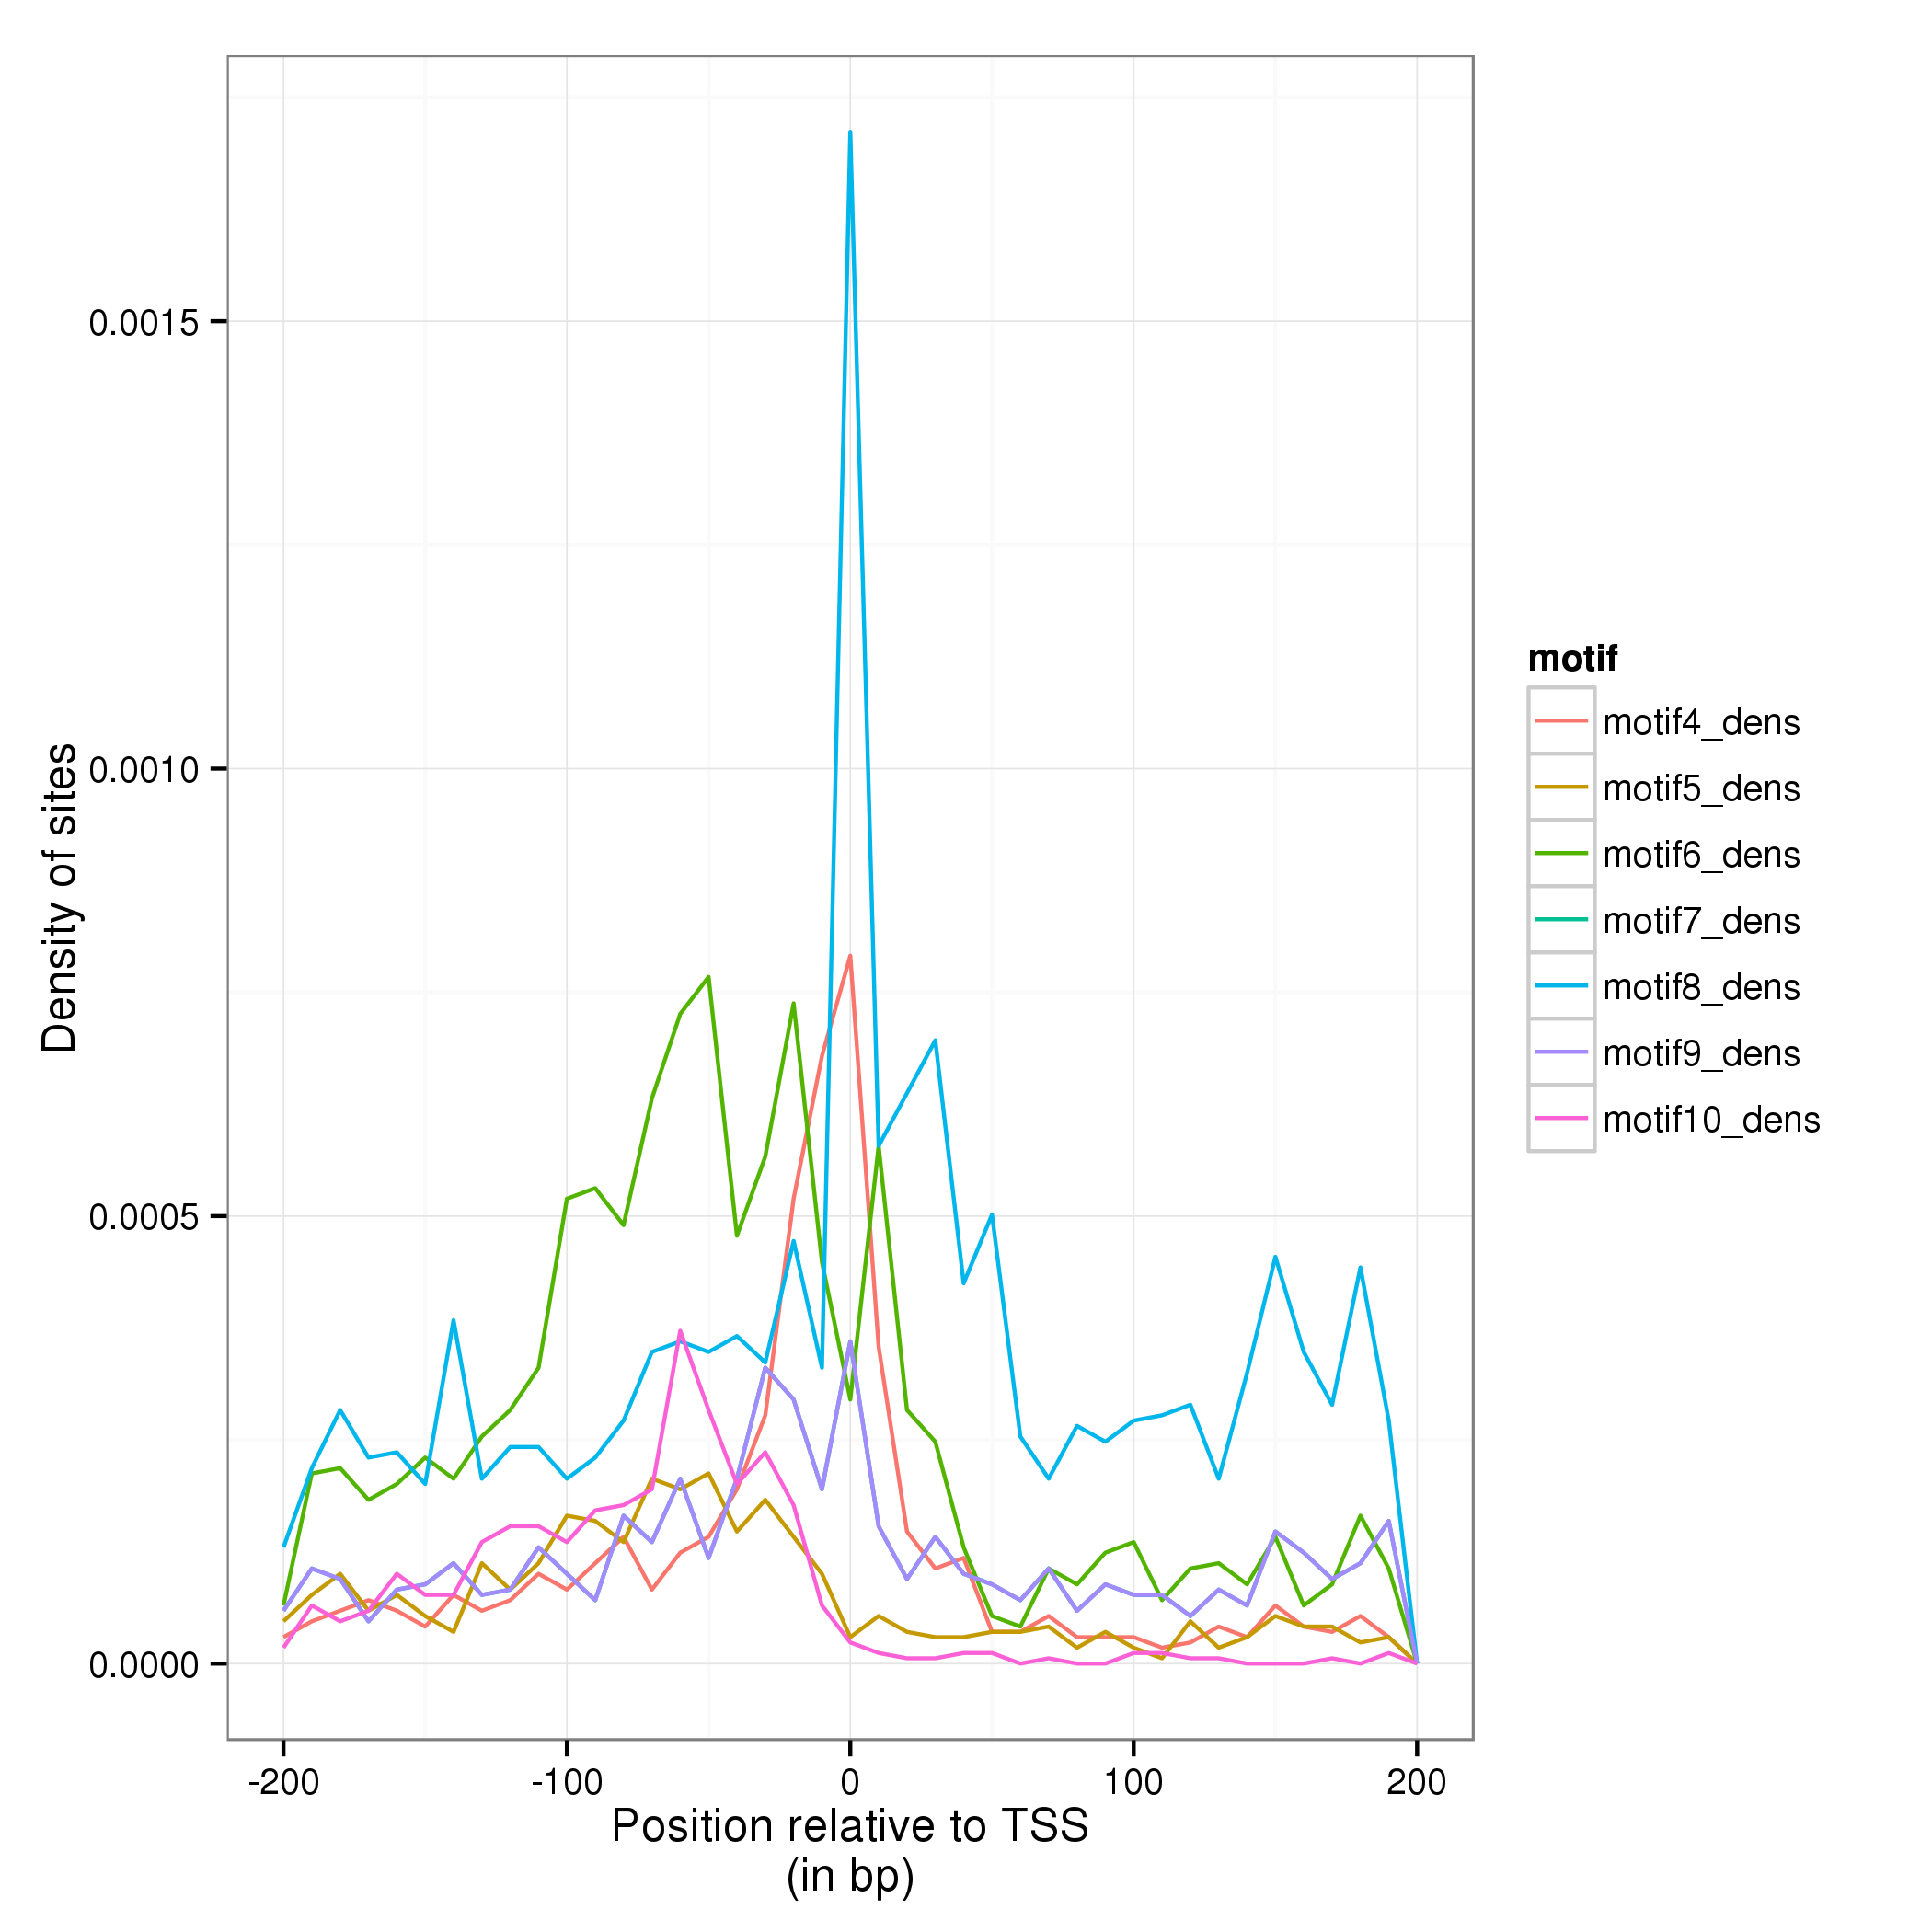 Density of sites
0.0015
0.0010
0.0005
0.0000
-200
-100
0
100
200
Position relative to TSS
(in bp)
motif
motif4_dens
motif5_dens
motif6_dens
motif7_dens
motif8_dens
motif9_dens
motif10_dens